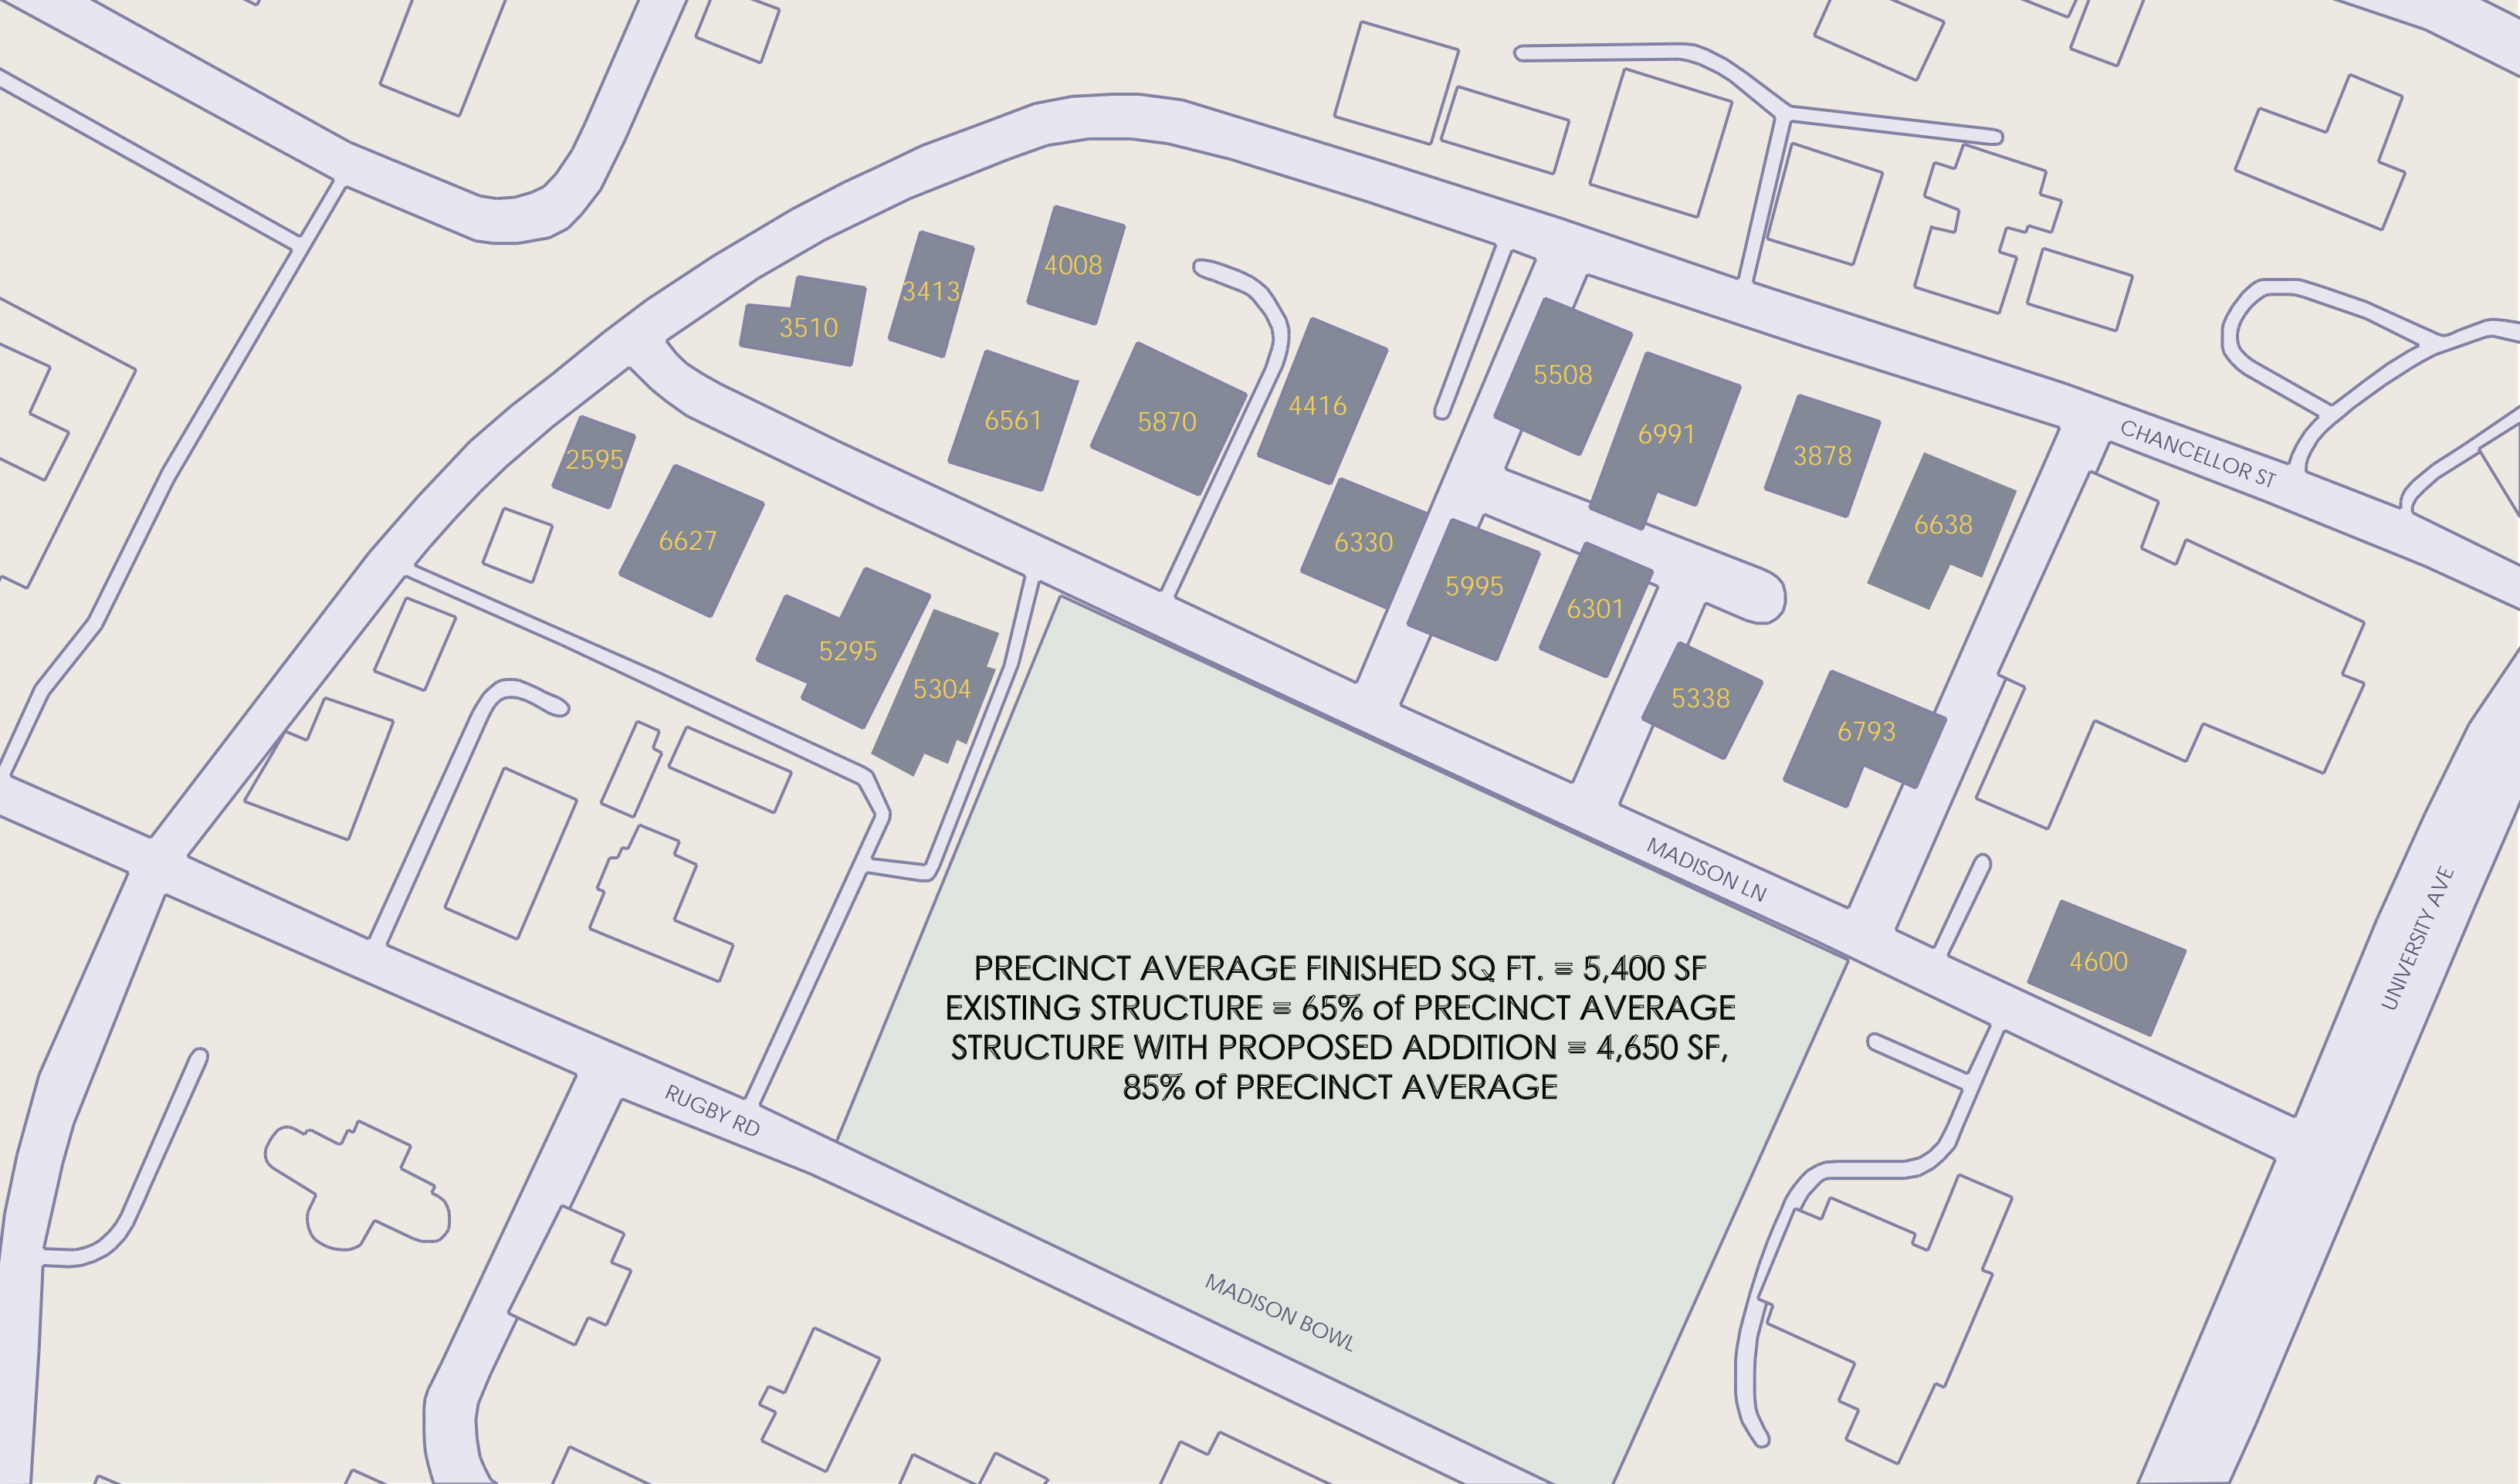 4008
3413
3510
5508
4416
6561
5870
6991
3878
CHANCELLOR ST
2595
6638
6627
6330
5995
6301
5295
5304
5338
6793
MADISON LN
UNIVERSITY AVE
4600
PRECINCT AVERAGE FINISHED SQ FT. = 5,400 SF
EXISTING STRUCTURE = 65% of PRECINCT AVERAGE
STRUCTURE WITH PROPOSED ADDITION = 4,650 SF,
85% of PRECINCT AVERAGE
RUGBY RD
MADISON BOWL